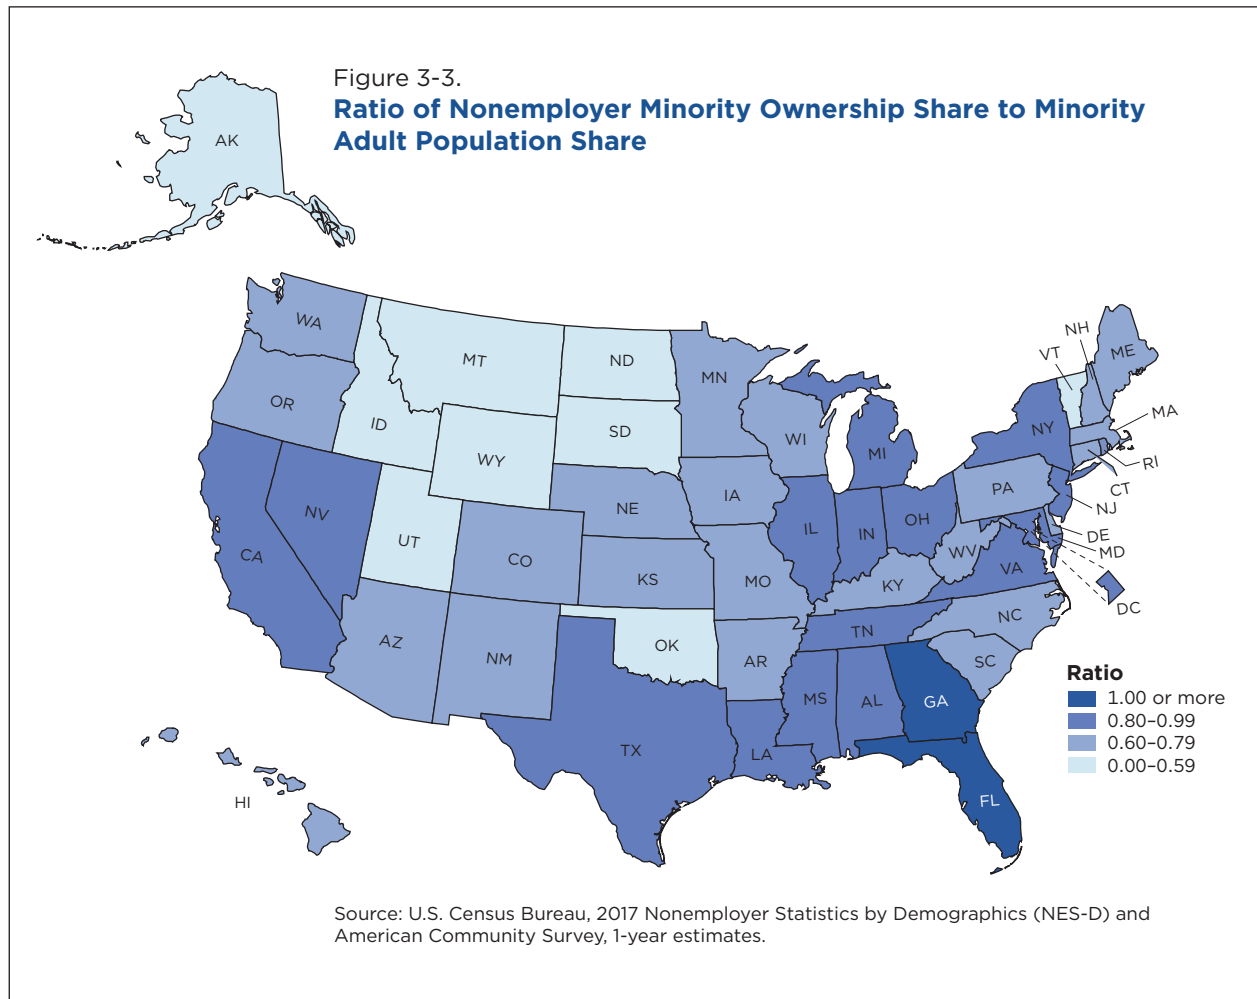 Figure 3-3.
Ratio of Nonemployer Minority Ownership Share to Minority
Adult Population Share
AK
WA
MT
ND
MN
NH
VT
ME
OR
ID
SD
WI
MI
NY
MA
WY
RI
NV
NE
IA
PA
CT
NJ
CA
UT
CO
IL
IN
OH
DE
MD
WV
VA
KS
MO
KY
DC
AZ
NM
OK
AR
TN
NC
SC
TX
LA
MS
AL
GA
FL
HI
Ratio
1.00 or more
0.80–0.99
0.60–0.79
0.00–0.59
Source: U.S. Census Bureau, 2017 Nonemployer Statistics by Demographics (NES-D) and
American Community Survey, 1-year estimates.